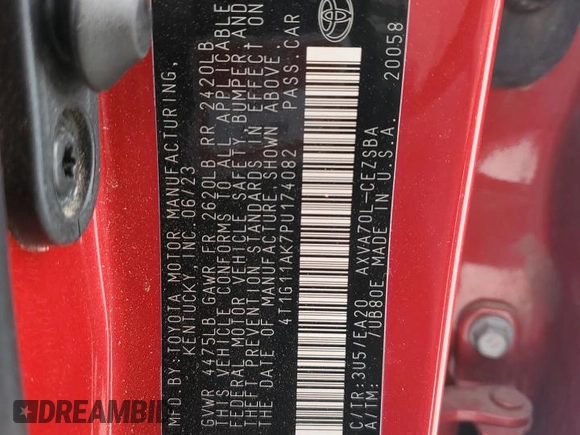 MFD.BY:TOYOTA MOTOR MANUFACTURING,
KENTUCKY, INC. 06/23
GVWR 4475LB GAWR FR 2620LB RR 2420LB
THIS VEHICLE CONFORMS TO ALL APPLICABLE
FEDERAL MOTOR VEHICLE SAFETY, BUMPER, AND
THEFT PREVENTION STANDARDS IN EFFECT ON
THE DATE OF MANUFACTURE SHOWN ABOVE.
4T1G11AK7PU174082 PASS.CAR
C/TR:3U5/EA20 AXVA70L-CEZSBA
A/TM: /UB80E MADE IN U.S.A.
20058
DREAMBID